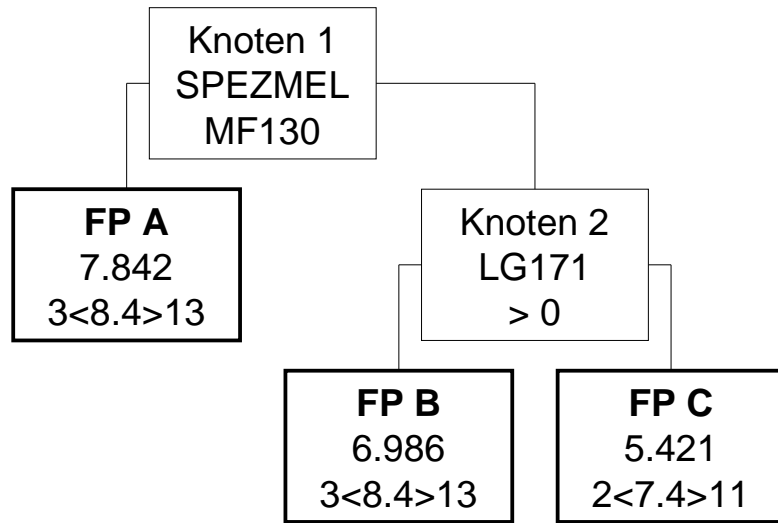 Knoten 1
SPEZMEL
MF130
FP A
7.842
3<8.4>13
Knoten 2
LG171
> 0
FP B
6.986
3<8.4>13
FP C
5.421
2<7.4>11